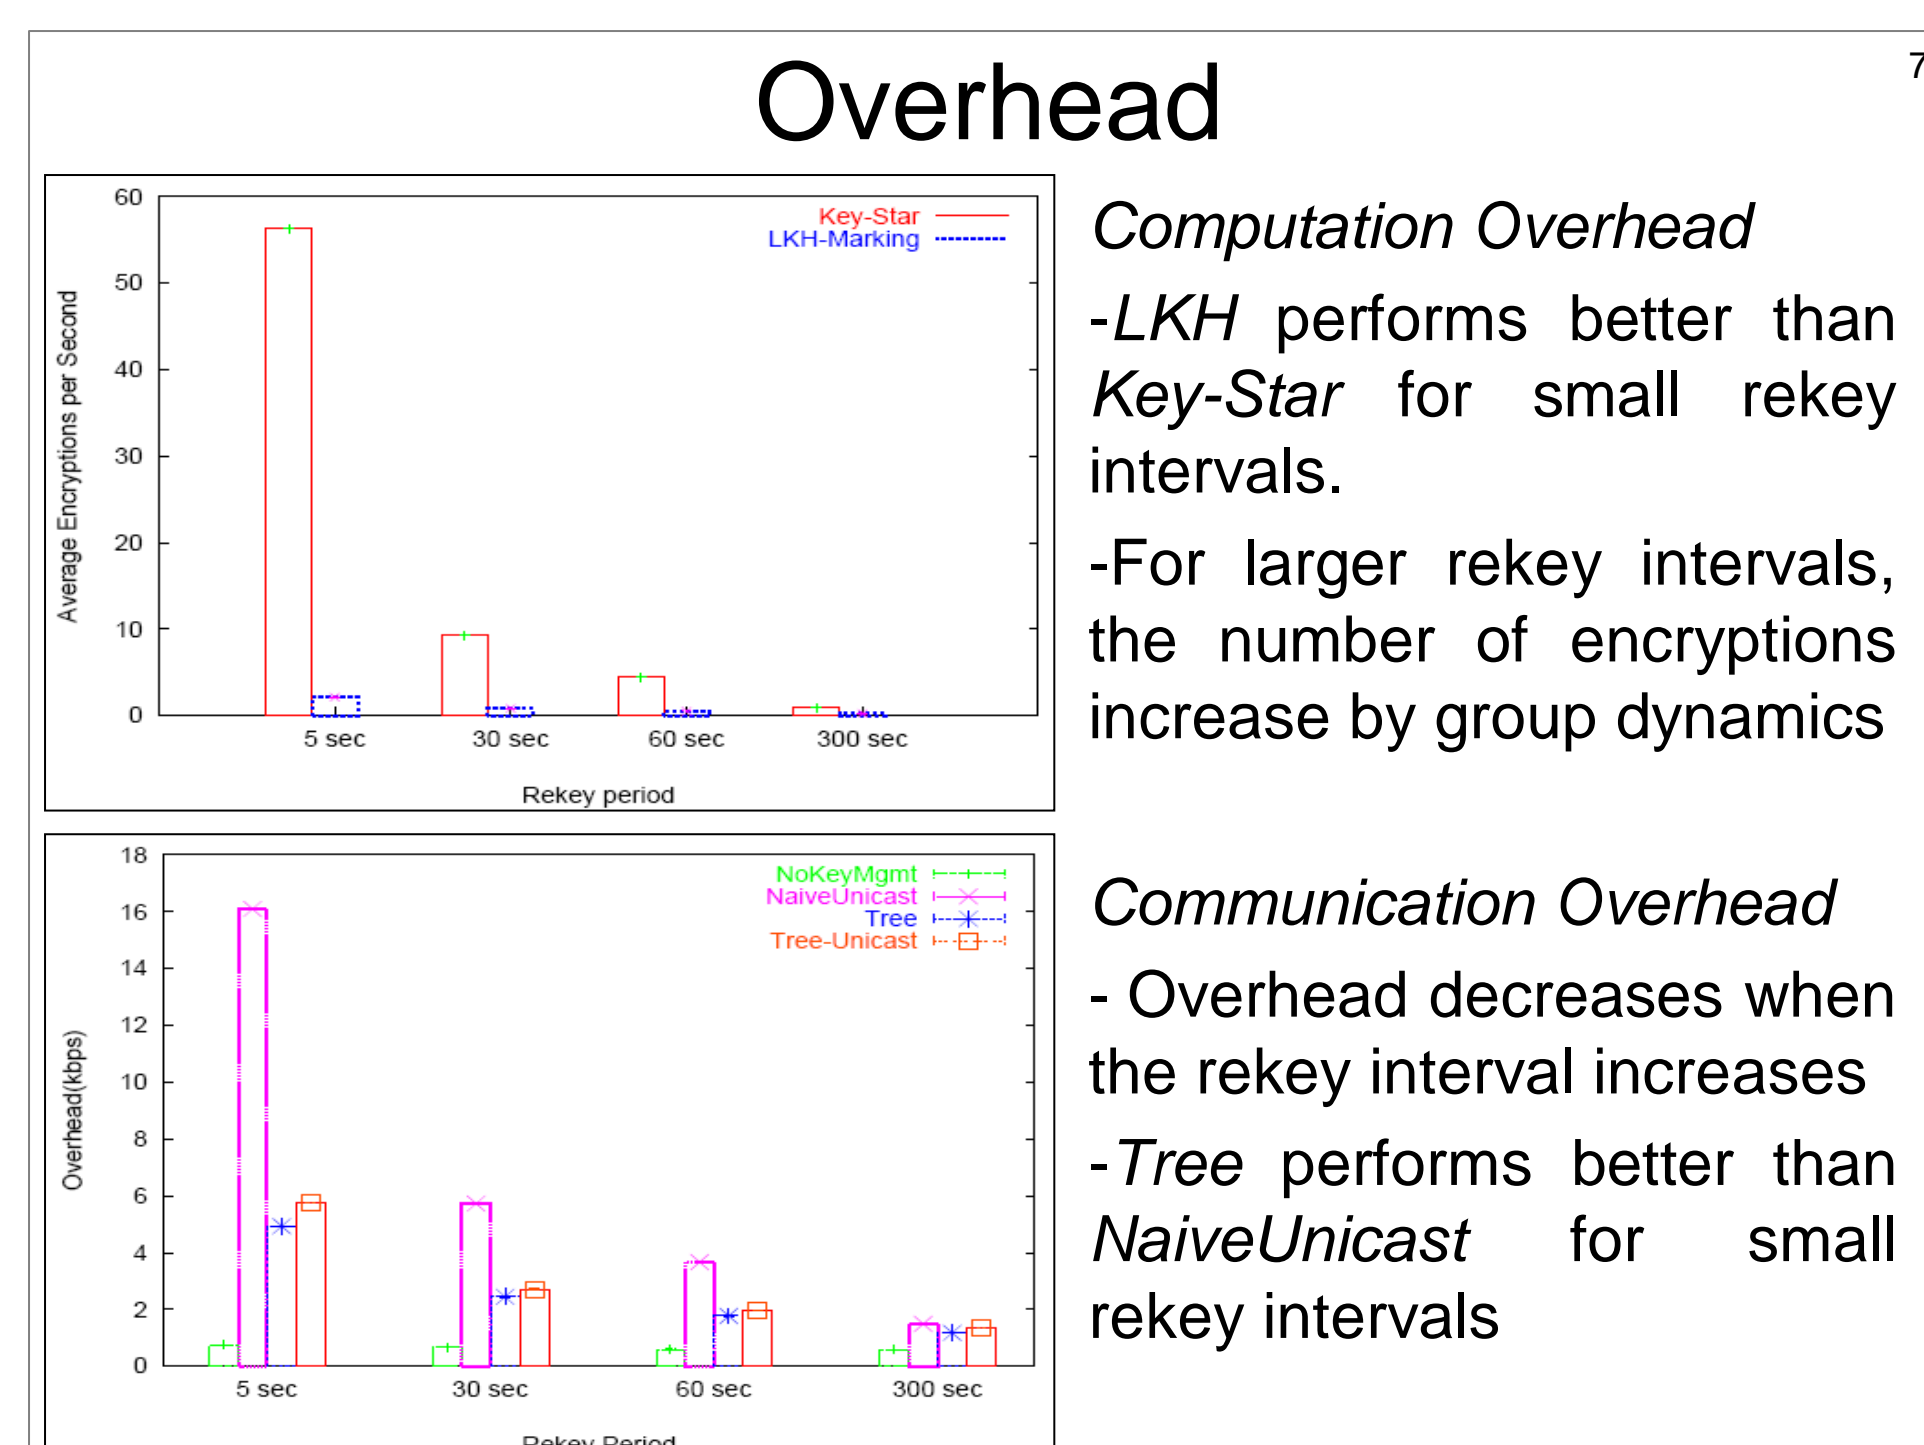 7
Overhead
60
50
40
30
20
10
0
Average Encryptions per Second
Key-Star
LKH-Marking
5 sec 30 sec 60 sec 300 sec
Rekey period
Computation Overhead
-LKH performs better than
Key-Star for small rekey
intervals.
-For larger rekey intervals,
the number of encryptions
increase by group dynamics
18
16
14
12
10
8
6
4
2
0
Overhead(kbps)
NoKeyMgmt
NaiveUnicast
Tree
Tree-Unicast
5 sec 30 sec 60 sec 300 sec
Rekey Period
Communication Overhead
- Overhead decreases when
the rekey interval increases
-Tree performs better than
NaiveUnicast for small
rekey intervals